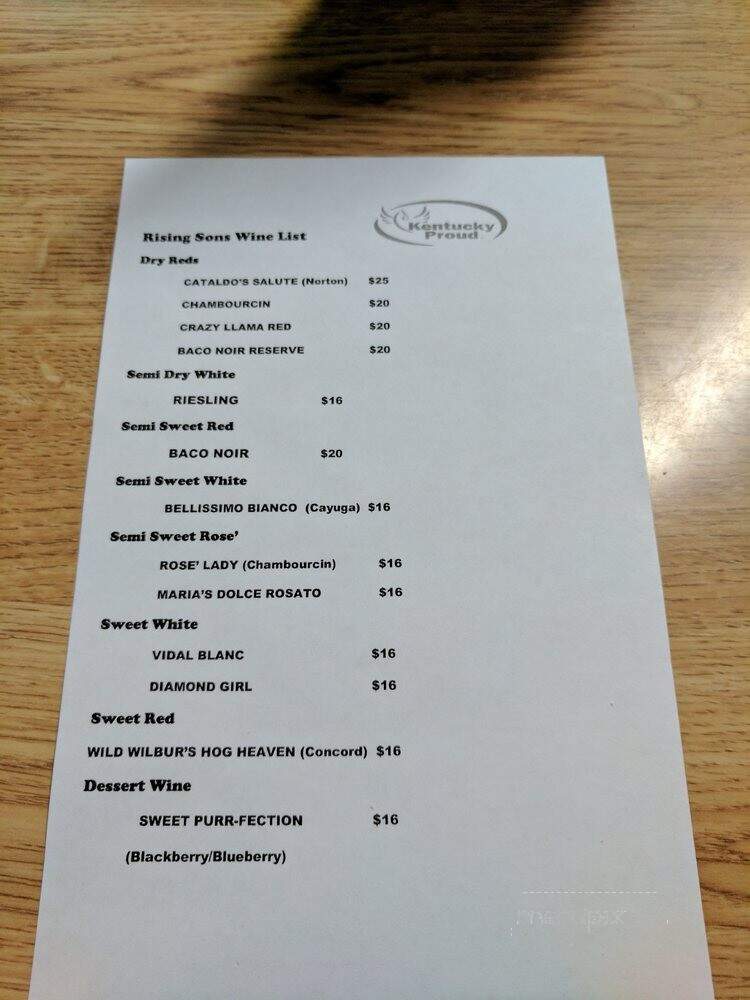 Kentucky
Proud
Rising Sons Wine List
Dry Reds
CATALDO'S SALUTE (Norton) $25
CHAMBOURCIN $20
CRAZY LLAMA RED $20
BACO NOIR RESERVE $20
Semi Dry White
RIESLING $16
Semi Sweet Red
BACO NOIR $20
Semi Sweet White
BELLISSIMO BIANCO (Cayuga) $16
Semi Sweet Rose'
ROSE' LADY (Chambourcin) $16
MARIA'S DOLCE ROSATO $16
Sweet White
VIDAL BLANC $16
DIAMOND GIRL $16
Sweet Red
WILD WILBUR'S HOG HEAVEN (Concord) $16
Dessert Wine
SWEET PURR-FECTION $16
(Blackberry/Blueberry)